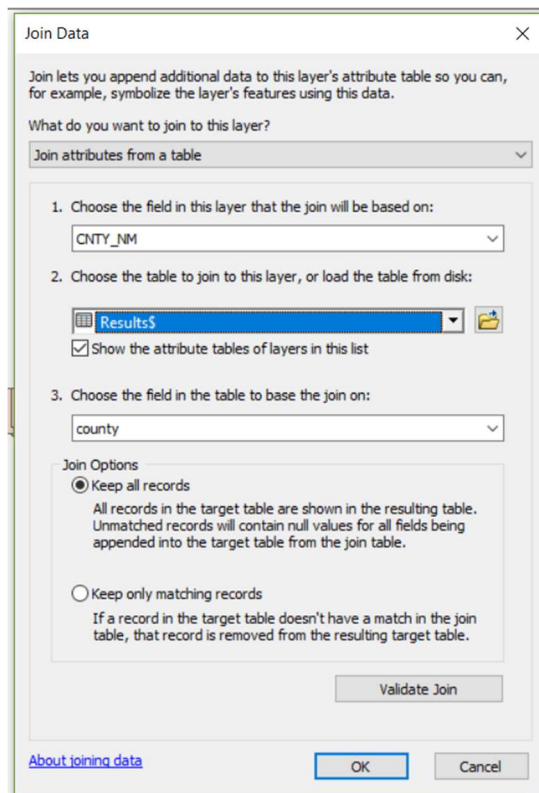 Join Data
Join lets you append additional data to this layer's attribute table so you can,
for example, symbolize the layer's features using this data.
What do you want to join to this layer?
Join attributes from a table
1. Choose the field in this layer that the join will be based on:
CNTY_NM
2. Choose the table to join to this layer, or load the table from disk:
Results$
Show the attribute tables of layers in this list
3. Choose the field in the table to base the join on:
county
Join Options
Keep all records
All records in the target table are shown in the resulting table.
Unmatched records will contain null values for all fields being
appended into the target table from the join table.
Keep only matching records
If a record in the target table doesn't have a match in the join
table, that record is removed from the resulting target table.
Validate Join
About joining data
OK
Cancel